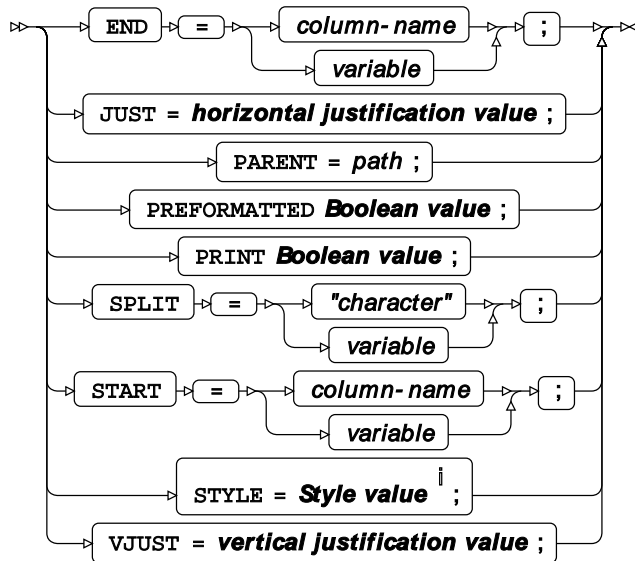 END = column-name ;
variable
JUST = horizontal justification value ;
PARENT = path ;
PREFORMATTED Boolean value ;
PRINT Boolean value ;
SPLIT = "character" ;
variable
START = column-name ;
variable
STYLE = Style value i ;
VJUST = vertical justification value ;